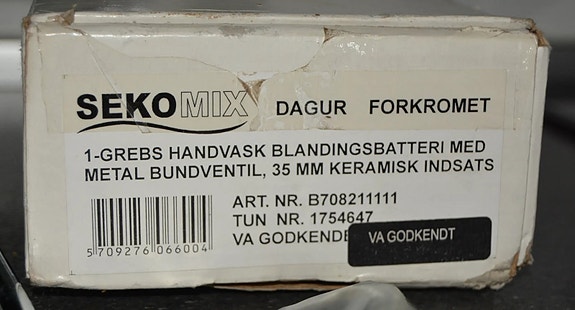 SEKOMIX DAGUR FORKROMET
1-GREBS HANDVASK BLANDINGSBATTERI MED
METAL BUNDVENTIL, 35 MM KERAMISK INDSATS
ART. NR. B708211111
TUN NR. 1754647
VA GODKENDE
VA GODKENDT
5709276066004